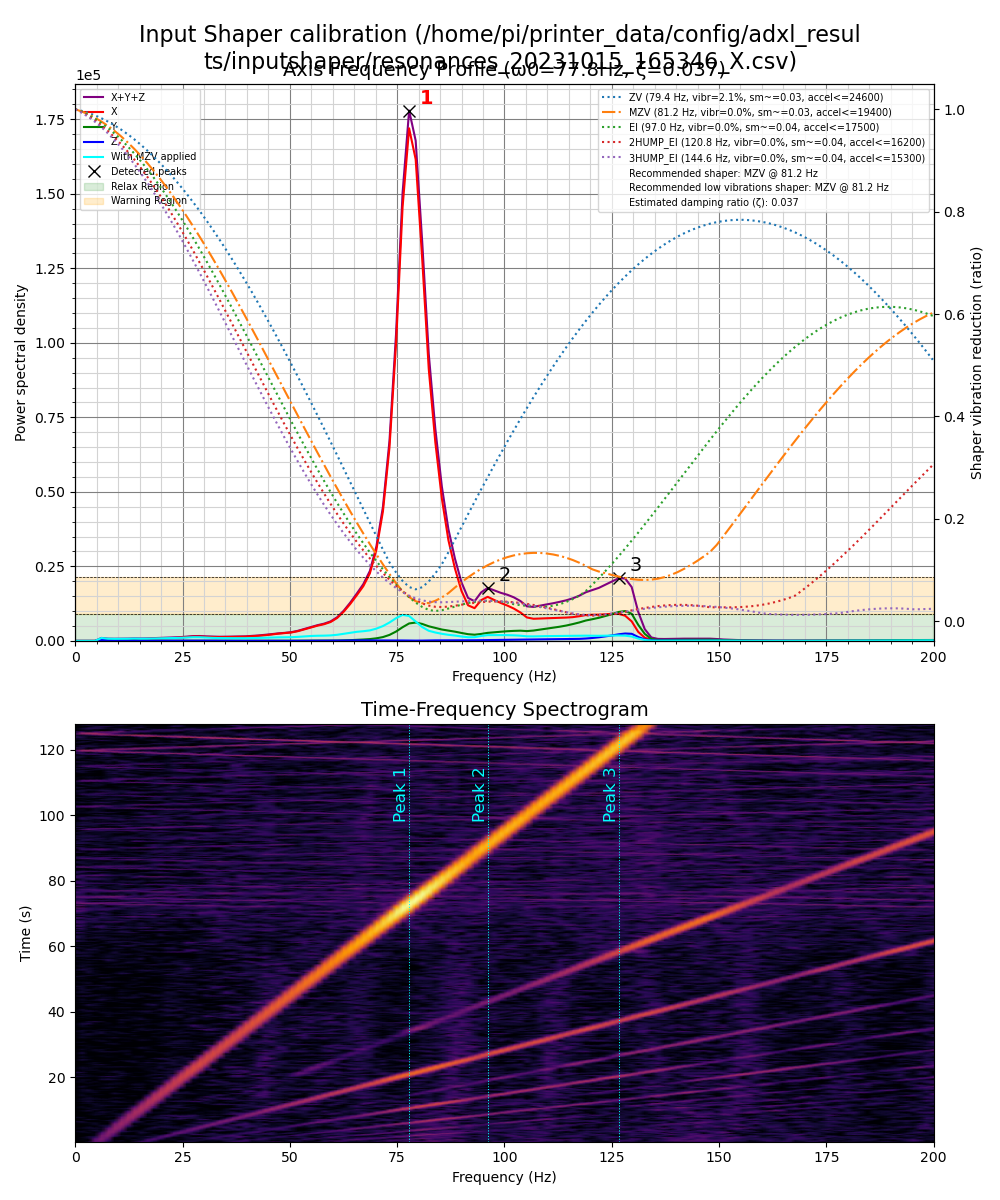 Input Shaper calibration (/home/pi/printer_data/config/adxl_resul
ts/inputshaper/resonances_20231015_165346_X.csv)
Axis Frequency Profile (ω0=77.8Hz, ζ=0.037)
1e5
X+Y+Z
X
Y
Z
With MZV applied
Detected peaks
Relax Region
Warning Region
ZV (79.4 Hz, vibr=2.1%, sm~=0.03, accel<=24600)
MZV (81.2 Hz, vibr=0.0%, sm~=0.03, accel<=19400)
EI (97.0 Hz, vibr=0.0%, sm~=0.04, accel<=17500)
2HUMP_EI (120.8 Hz, vibr=0.0%, sm~=0.04, accel<=16200)
3HUMP_EI (144.6 Hz, vibr=0.0%, sm~=0.04, accel<=15300)
Recommended shaper: MZV @ 81.2 Hz
Recommended low vibrations shaper: MZV @ 81.2 Hz
Estimated damping ratio (ζ): 0.037
1
2
3
Power spectral density
1.75
1.50
1.25
1.00
0.75
0.50
0.25
0.00
1.0
0.8
0.6
0.4
0.2
0.0
Shaper vibration reduction (ratio)
0 25 50 75 100 125 150 175 200
Frequency (Hz)
Time-Frequency Spectrogram
Time (s)
120
100
80
60
40
20
Peak 1
Peak 2
Peak 3
0 25 50 75 100 125 150 175 200
Frequency (Hz)